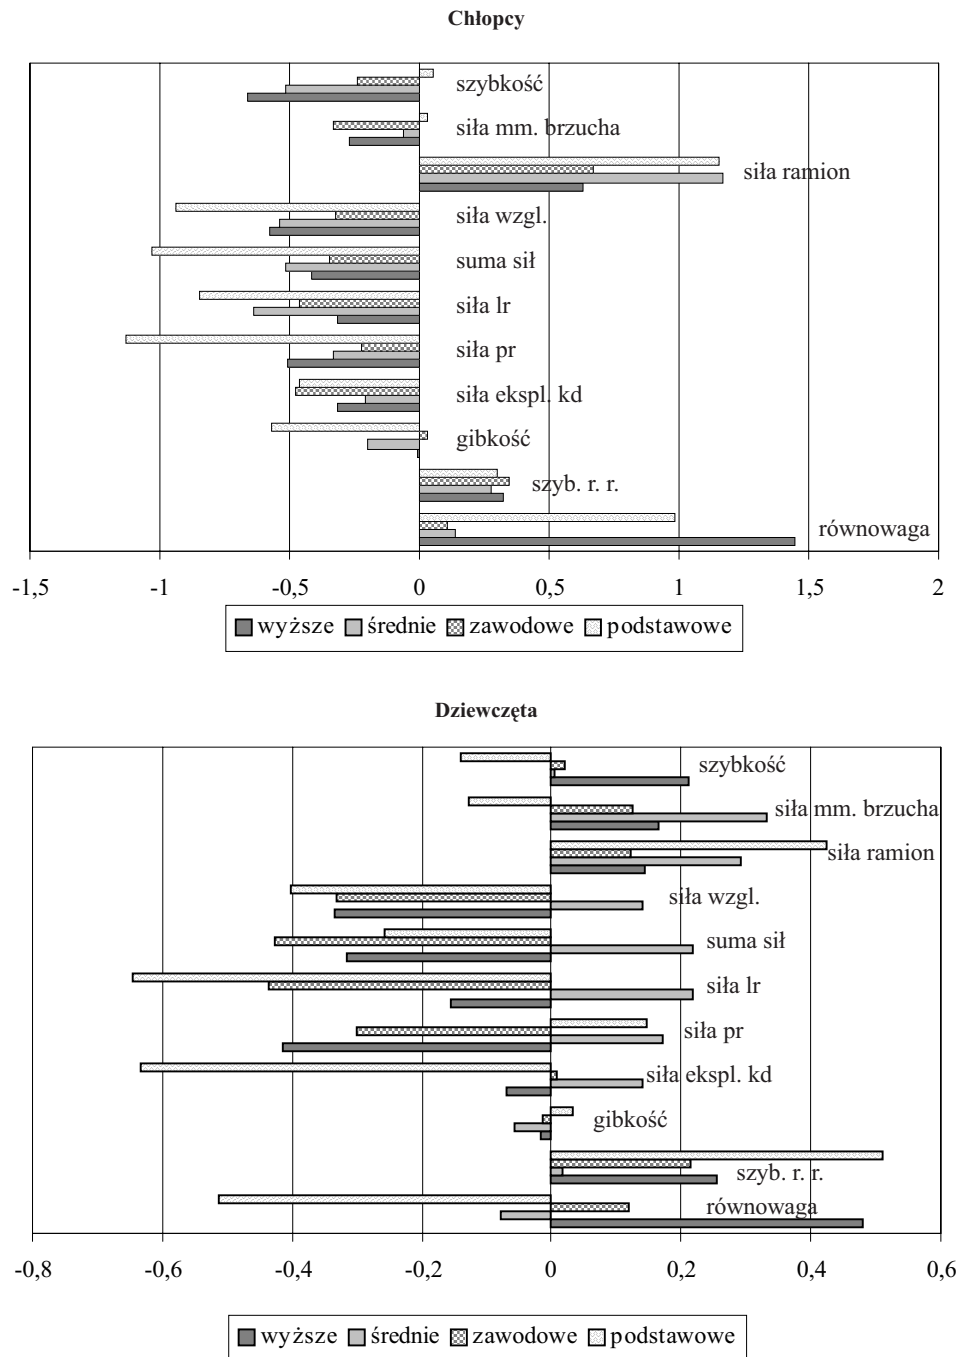 Chłopcy
szybkość
siła mm. brzucha
siła ramion
siła wzgl.
suma sił
siła lr
siła pr
siła ekspl. kd
gibkość
szyb. r. r.
równowaga
-1,5 -1 -0,5 0 0,5 1 1,5 2
wyższe średnie zawodowe podstawowe
Dziewczęta
szybkość
siła mm. brzucha
siła ramion
siła wzgl.
suma sił
siła lr
siła pr
siła ekspl. kd
gibkość
szyb. r. r.
równowaga
-0,8 -0,6 -0,4 -0,2 0 0,2 0,4 0,6
wyższe średnie zawodowe podstawowe